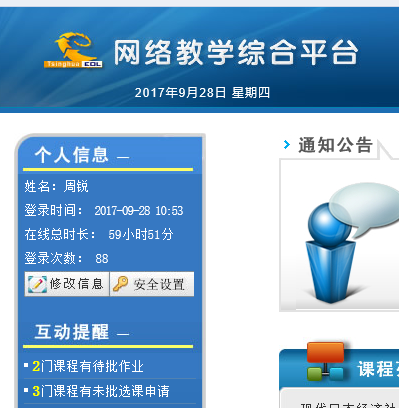 Tsinghua EOL
网络教学综合平台
2017年9月28日 星期四
个人信息
姓名：周锐
登录时间： 2017-09-28 10:53
在线总时长： 59小时51分
登录次数： 88
修改信息 安全设置
互动提醒
2门课程有待批作业
3门课程有未批选课申请
通知公告
课程